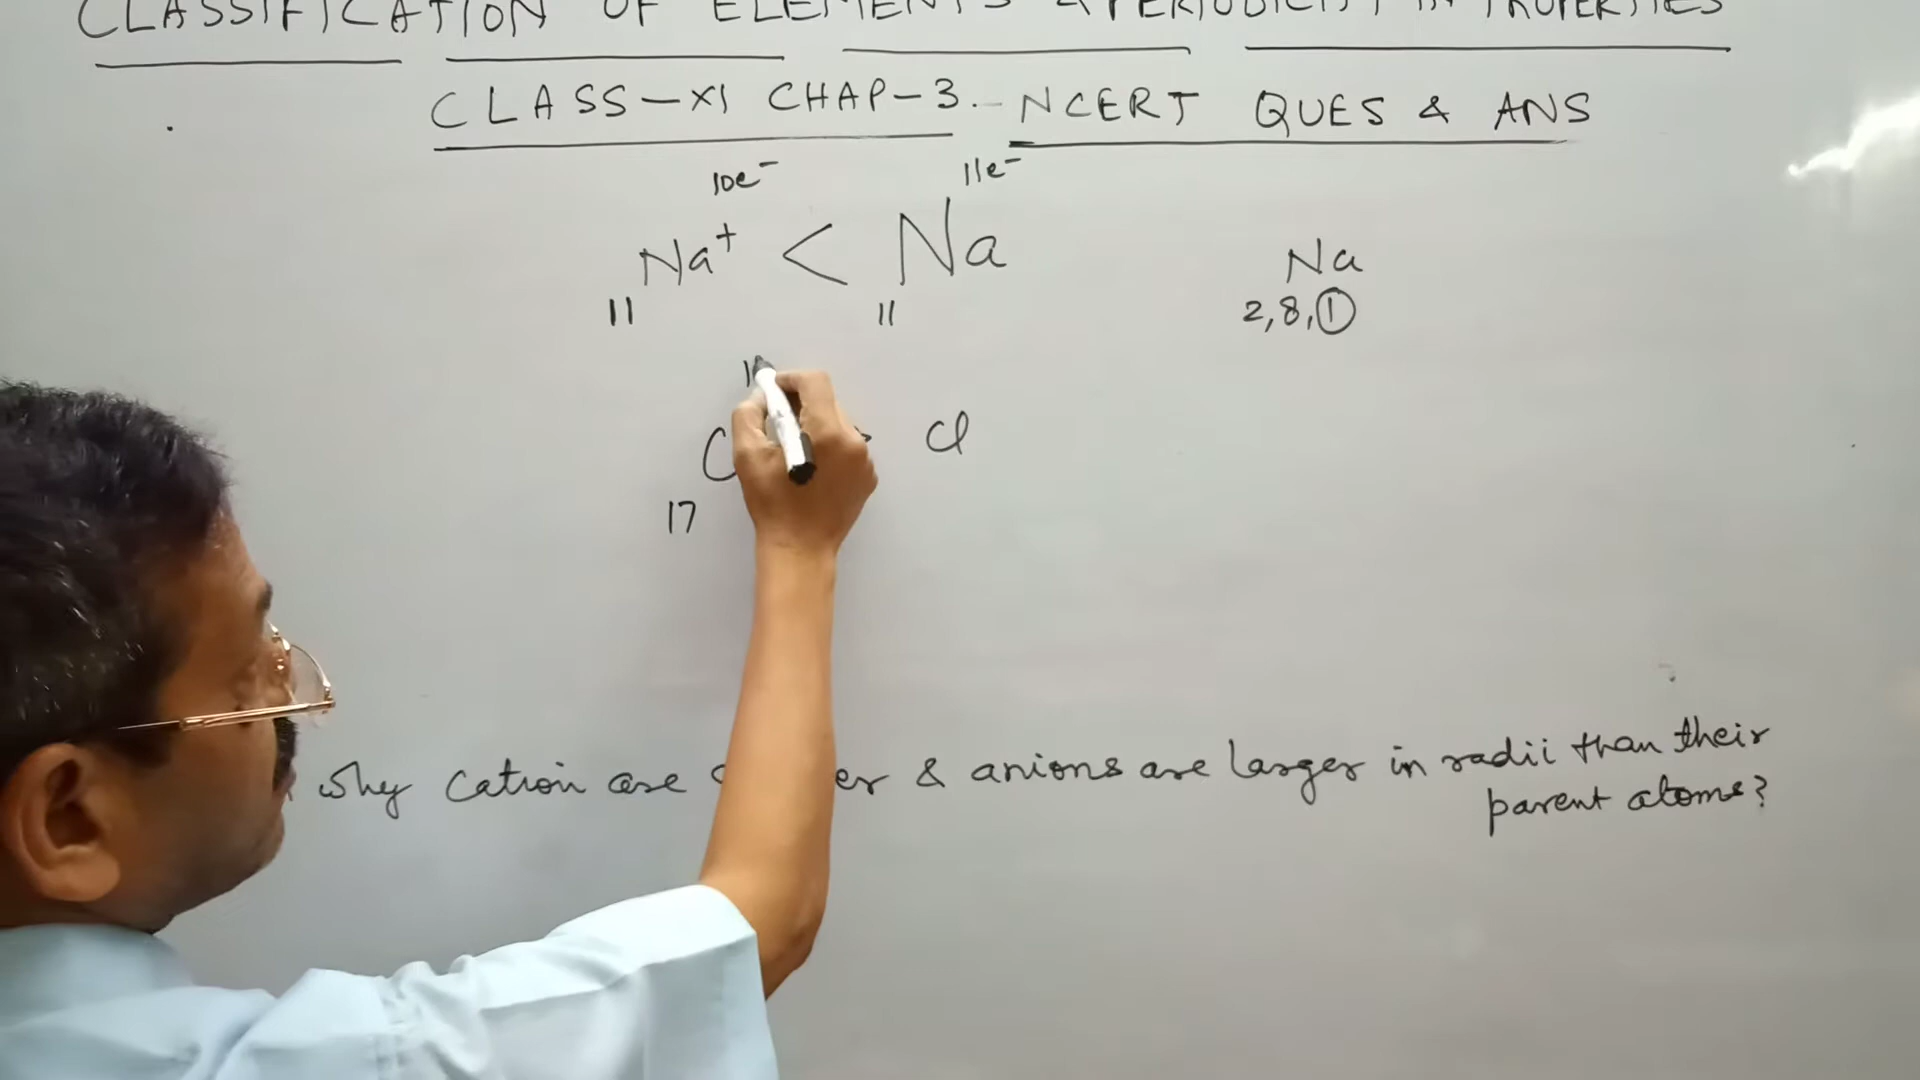 CLASSIFICATION OF ELEMENTS & PERIODICITY IN PROPERTIES
CLASS-XI CHAP-3. NCERT QUES & ANS
10e⁻ 11e⁻
Na⁺ < Na
11 11
Na
2,8,1
Cl
17
why Cation are & anions are larger in radii than their
parent atoms?